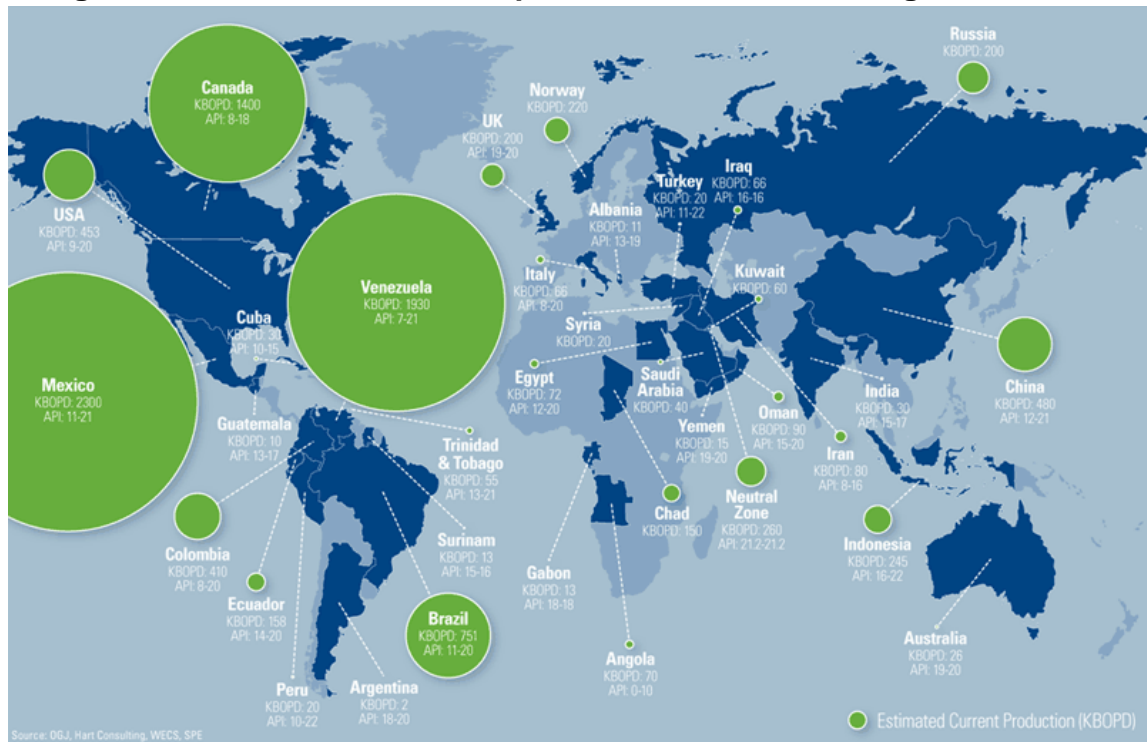 Canada
KBOPD: 1400
API: 8-18
Russia
KBOPD: 200
Norway
KBOPD: 220
UK
KBOPD: 200
API: 19-20
USA
KBOPD: 453
API: 9-20
Turkey
KBOPD: 20
API: 11-22
Iraq
KBOPD: 66
API: 16-16
Albania
KBOPD: 11
API: 13-19
Italy
KBOPD: 66
API: 8-20
Kuwait
KBOPD: 60
Venezuela
KBOPD: 1930
API: 7-21
Cuba
KBOPD: 30
API: 10-15
Syria
KBOPD: 20
Mexico
KBOPD: 2300
API: 11-21
Egypt
KBOPD: 72
API: 12-20
Saudi
Arabia
KBOPD: 40
Yemen
KBOPD: 15
API: 19-20
Oman
KBOPD: 90
API: 15-20
India
KBOPD: 30
API: 15-17
China
KBOPD: 480
API: 12-21
Guatemala
KBOPD: 10
API: 13-17
Trinidad
& Tobago
KBOPD: 55
API: 13-21
Iran
KBOPD: 80
API: 8-16
Neutral
Zone
KBOPD: 260
API: 21.2-21.2
Chad
KBOPD: 150
Indonesia
KBOPD: 245
API: 16-22
Colombia
KBOPD: 410
API: 8-20
Surinam
KBOPD: 13
API: 15-16
Gabon
KBOPD: 13
API: 18-18
Ecuador
KBOPD: 158
API: 14-20
Brazil
KBOPD: 751
API: 11-20
Angola
KBOPD: 70
API: 0-10
Australia
KBOPD: 26
API: 19-20
Peru
KBOPD: 20
API: 10-22
Argentina
KBOPD: 2
API: 18-20
Estimated Current Production (KBOPD)
Source: OGJ, Hart Consulting, WECS, SPE